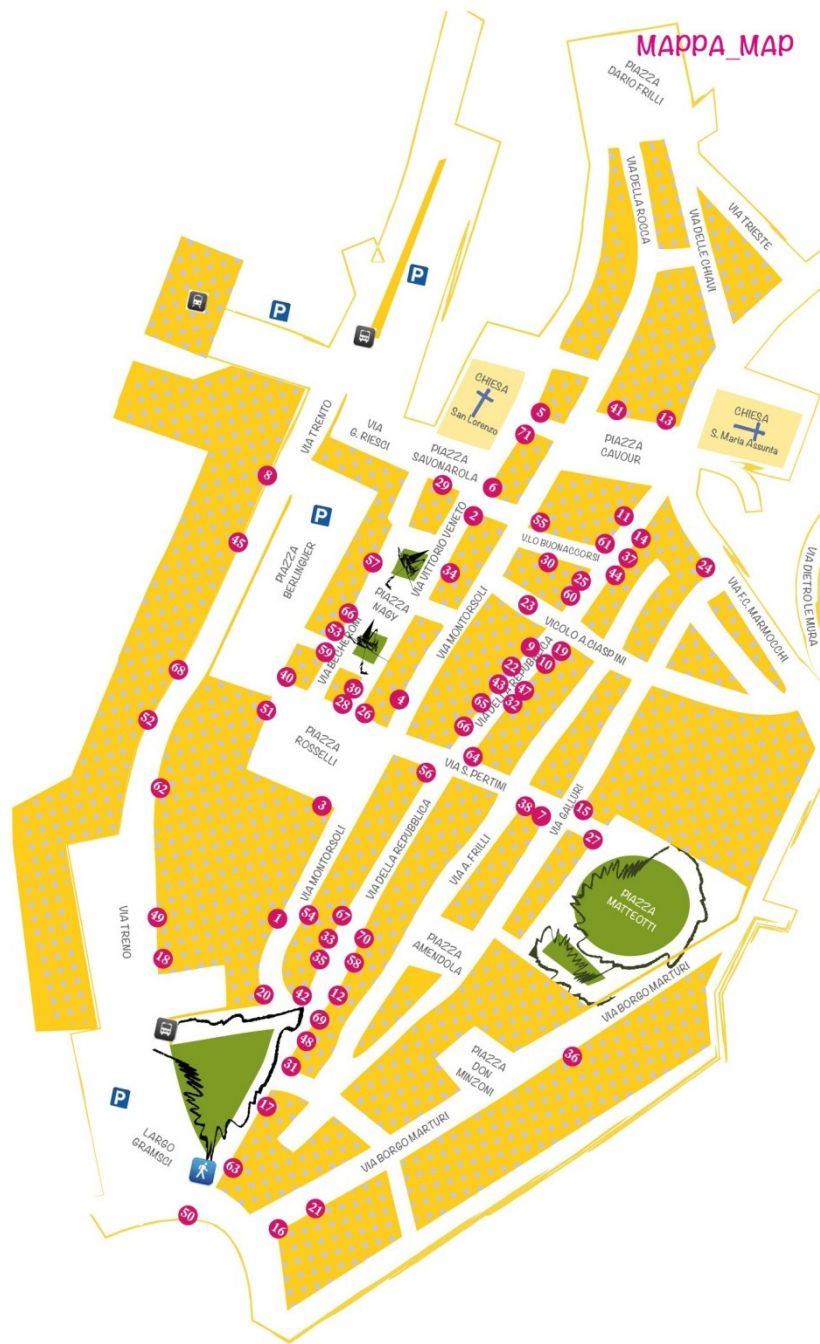 MAPPA_MAP
PIAZZA
DARIO FRILLI
VIA DELLA ROCCA
VIA DELLE CHIAVI
VIA TRIESTE
P
P
CHIESA
San Lorenzo
5
41
13
CHIESA
S. Maria Assunta
VIA TRENTO
VIA
G. RIESCI
PIAZZA
SAVONAROLA
71
PIAZZA
CAVOUR
8
29
6
P
2
55
11
45
VIA VITTORIO VENETO
V.LO BUONACCORSI
61
14
PIAZZA
BERLINGUER
57
34
30
37
24
PIAZZA
NAGY
25
44
60
VIA F.C. MARMOCCHI
VIA DIETRO LE MURA
66
23
VIA MONTORSOLI
VICOLO A.CIASPINI
53
59
VIA BECHERONI
9
19
68
22
10
40
39
43
47
VIA DELLA REPUBBLICA
52
51
28
26
4
65
32
66
PIAZZA
ROSSELLI
64
VIA S. PERTINI
62
56
3
38
7
15
VIA GALLURI
27
VIA MONTORSOLI
VIA DELLA REPUBBLICA
VIA A. FRILLI
PIAZZA
MATTEOTTI
49
1
54
67
VIA TRENO
33
70
18
35
58
PIAZZA
AMENDOLA
20
42
12
VIA BORGO MARTURI
69
48
31
PIAZZA
DON
MINZONI
36
P
17
LARGO
GRAMSCI
VIA BORGO MARTURI
63
50
21
16